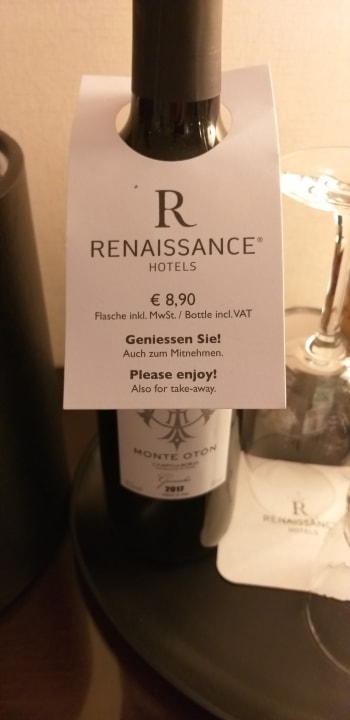 R
RENAISSANCE®
HOTELS
€ 8,90
Flasche inkl. MwSt. / Bottle incl. VAT
Geniessen Sie!
Auch zum Mitnehmen.
Please enjoy!
Also for take-away.
MONTE OTON
2017
R
RENAISSANC
HOTELS